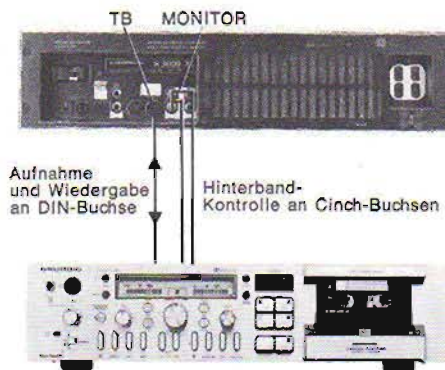 TB MONITOR
Aufnahme
und Wiedergabe
an DIN-Buchse
Hinterband-
Kontrolle an Cinch-Buchsen